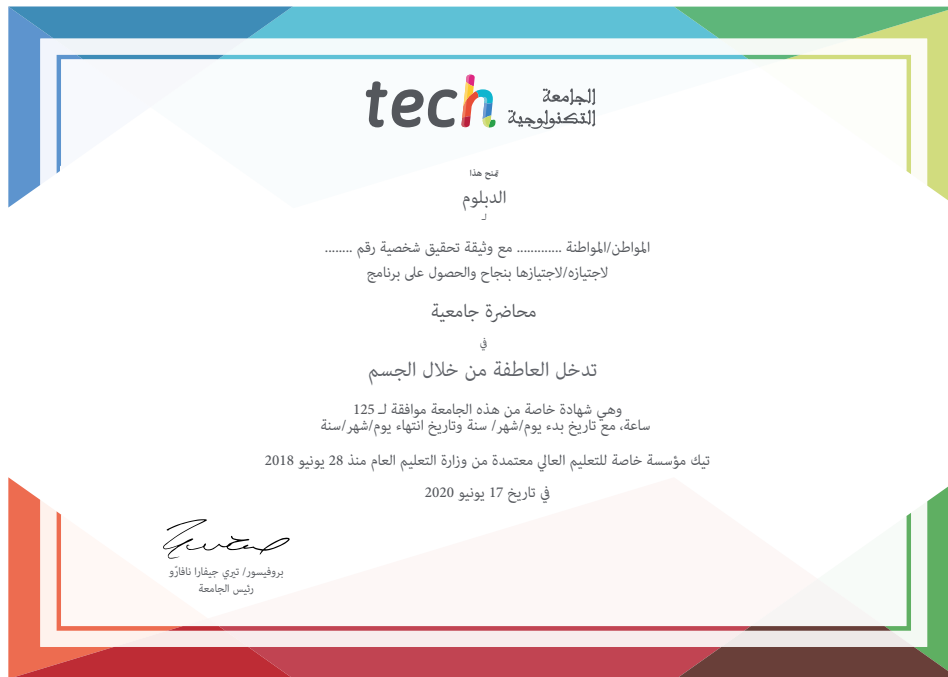 tech الجامعة
التكنولوجية
يمنح هذا
الدبلوم
لـ
المواطن/المواطنة ............. مع وثيقة تحقيق شخصية رقم ........
لاجتيازه/لاجتيازها بنجاح والحصول على برنامج
محاضرة جامعية
في
تدخل العاطفة من خلال الجسم
وهي شهادة خاصة من هذه الجامعة موافقة لـ 125
ساعة، مع تاريخ بدء يوم/شهر/ سنة وتاريخ انتهاء يوم/شهر/سنة
تيك مؤسسة خاصة للتعليم العالي معتمدة من وزارة التعليم العام منذ 28 يونيو 2018
في تاريخ 17 يونيو 2020
بروفيسور/ تيري جيفارا نافارّو
رئيس الجامعة